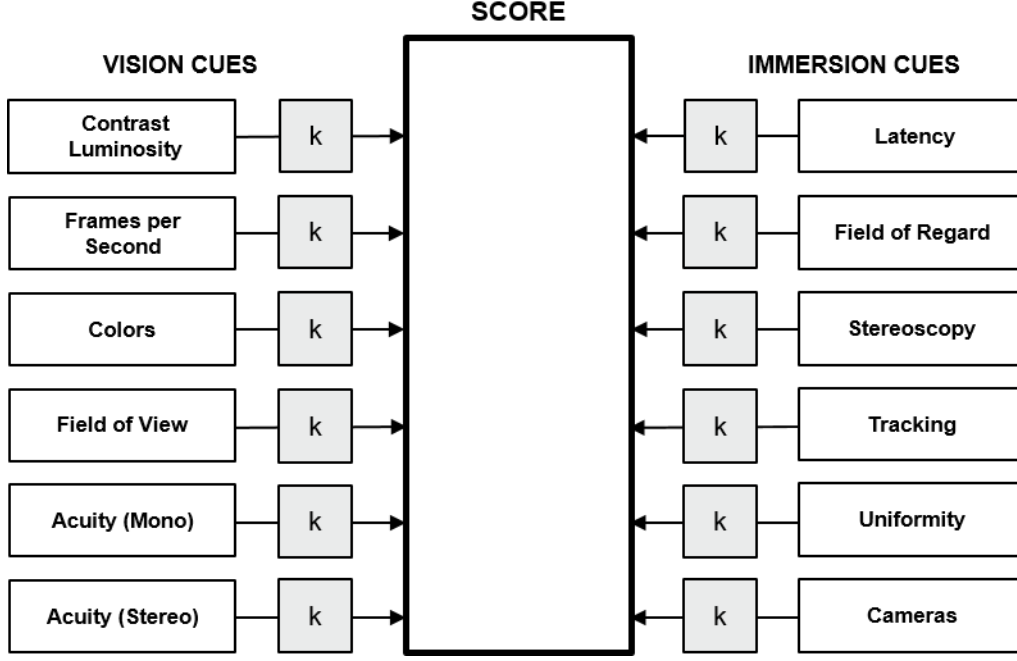 SCORE
VISION CUES
IMMERSION CUES
Contrast
Luminosity
k
k
Latency
Frames per
Second
k
k
Field of Regard
Colors
k
k
Stereoscopy
Field of View
k
k
Tracking
Acuity (Mono)
k
k
Uniformity
Acuity (Stereo)
k
k
Cameras